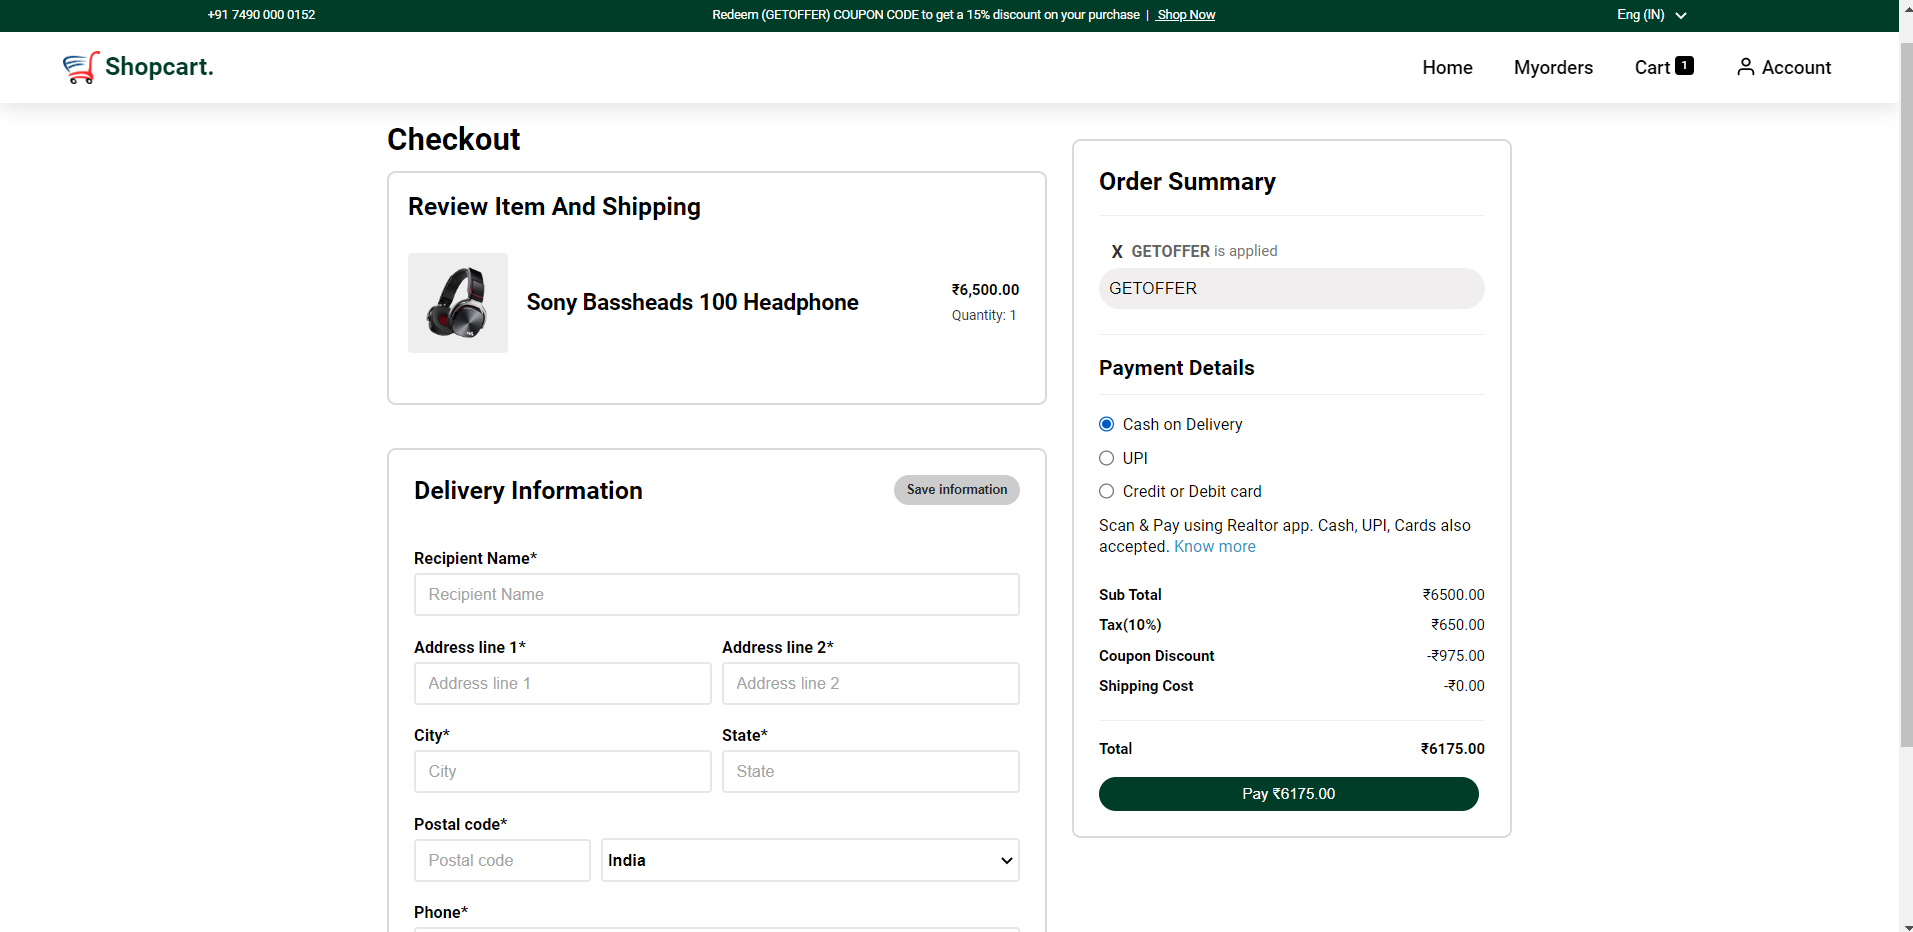 +91 7490 000 0152
Redeem (GETOFFER) COUPON CODE to get a 15% discount on your purchase | Shop Now
Eng (IN)
Shopcart.
Home
Myorders
Cart 1
Account
Checkout
Review Item And Shipping
Sony Bassheads 100 Headphone
₹6,500.00
Quantity: 1
Delivery Information
Save information
Recipient Name*
Recipient Name
Address line 1*
Address line 2*
Address line 1
Address line 2
City*
State*
City
State
Postal code*
Postal code
India
Phone*
Order Summary
X GETOFFER is applied
GETOFFER
Payment Details
Cash on Delivery
UPI
Credit or Debit card
Scan & Pay using Realtor app. Cash, UPI, Cards also
accepted. Know more
Sub Total ₹6500.00
Tax(10%) ₹650.00
Coupon Discount -₹975.00
Shipping Cost -₹0.00
Total ₹6175.00
Pay ₹6175.00